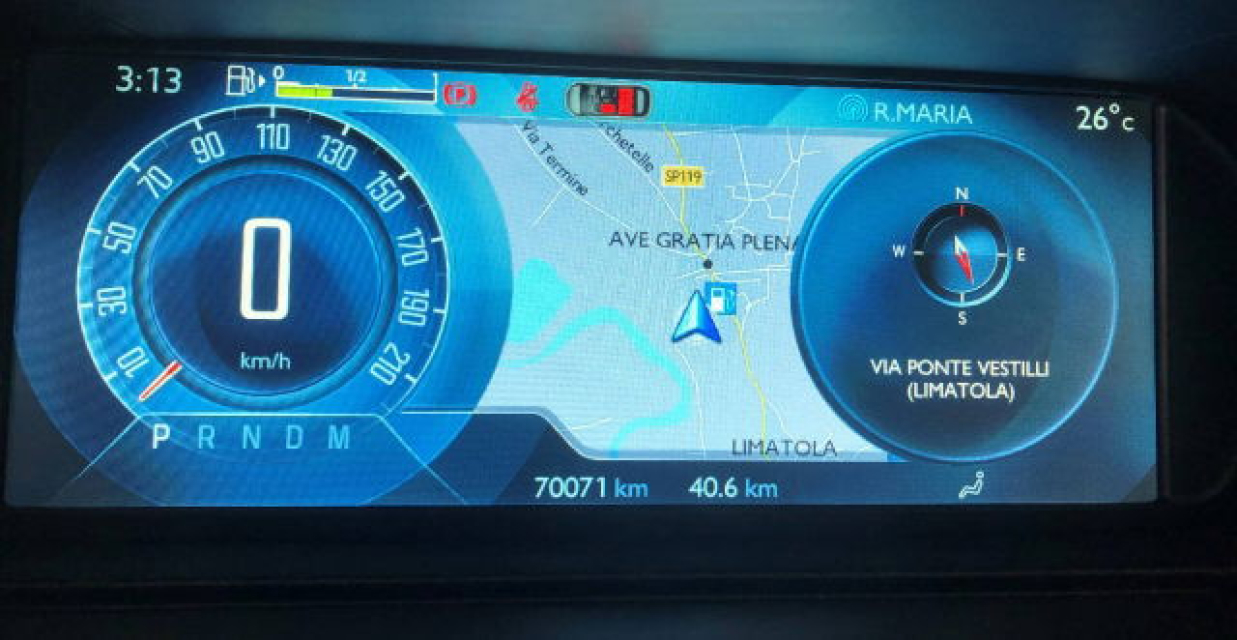 3:13
0
1/2
1
P
R.MARIA
26°C
10
30
50
70
90
110
130
150
170
190
210
0
km/h
P R N D M
Via Termine
chetelle
SP119
AVE GRATIA PLENA
LIMATOLA
N
W
E
S
VIA PONTE VESTILLI
(LIMATOLA)
70071 km
40.6 km